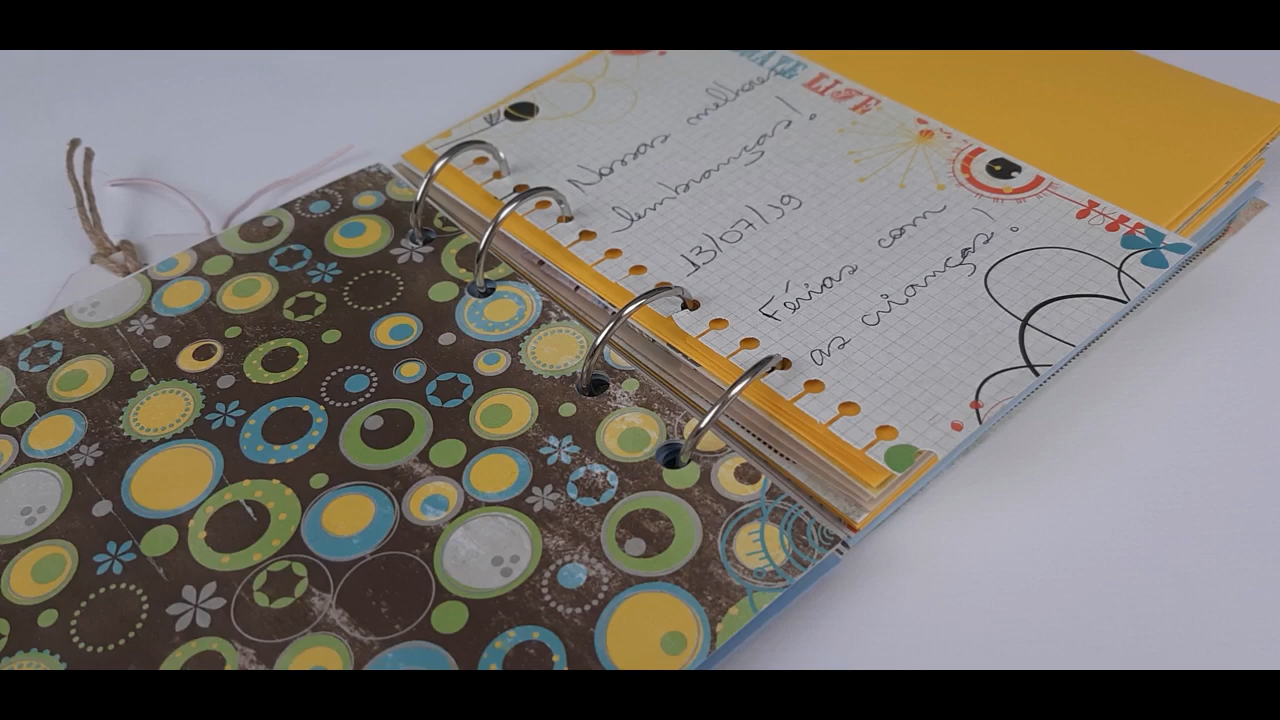 LIFE
Nossas melhores
lembranças!
13/07/19
Férias com
as crianças!